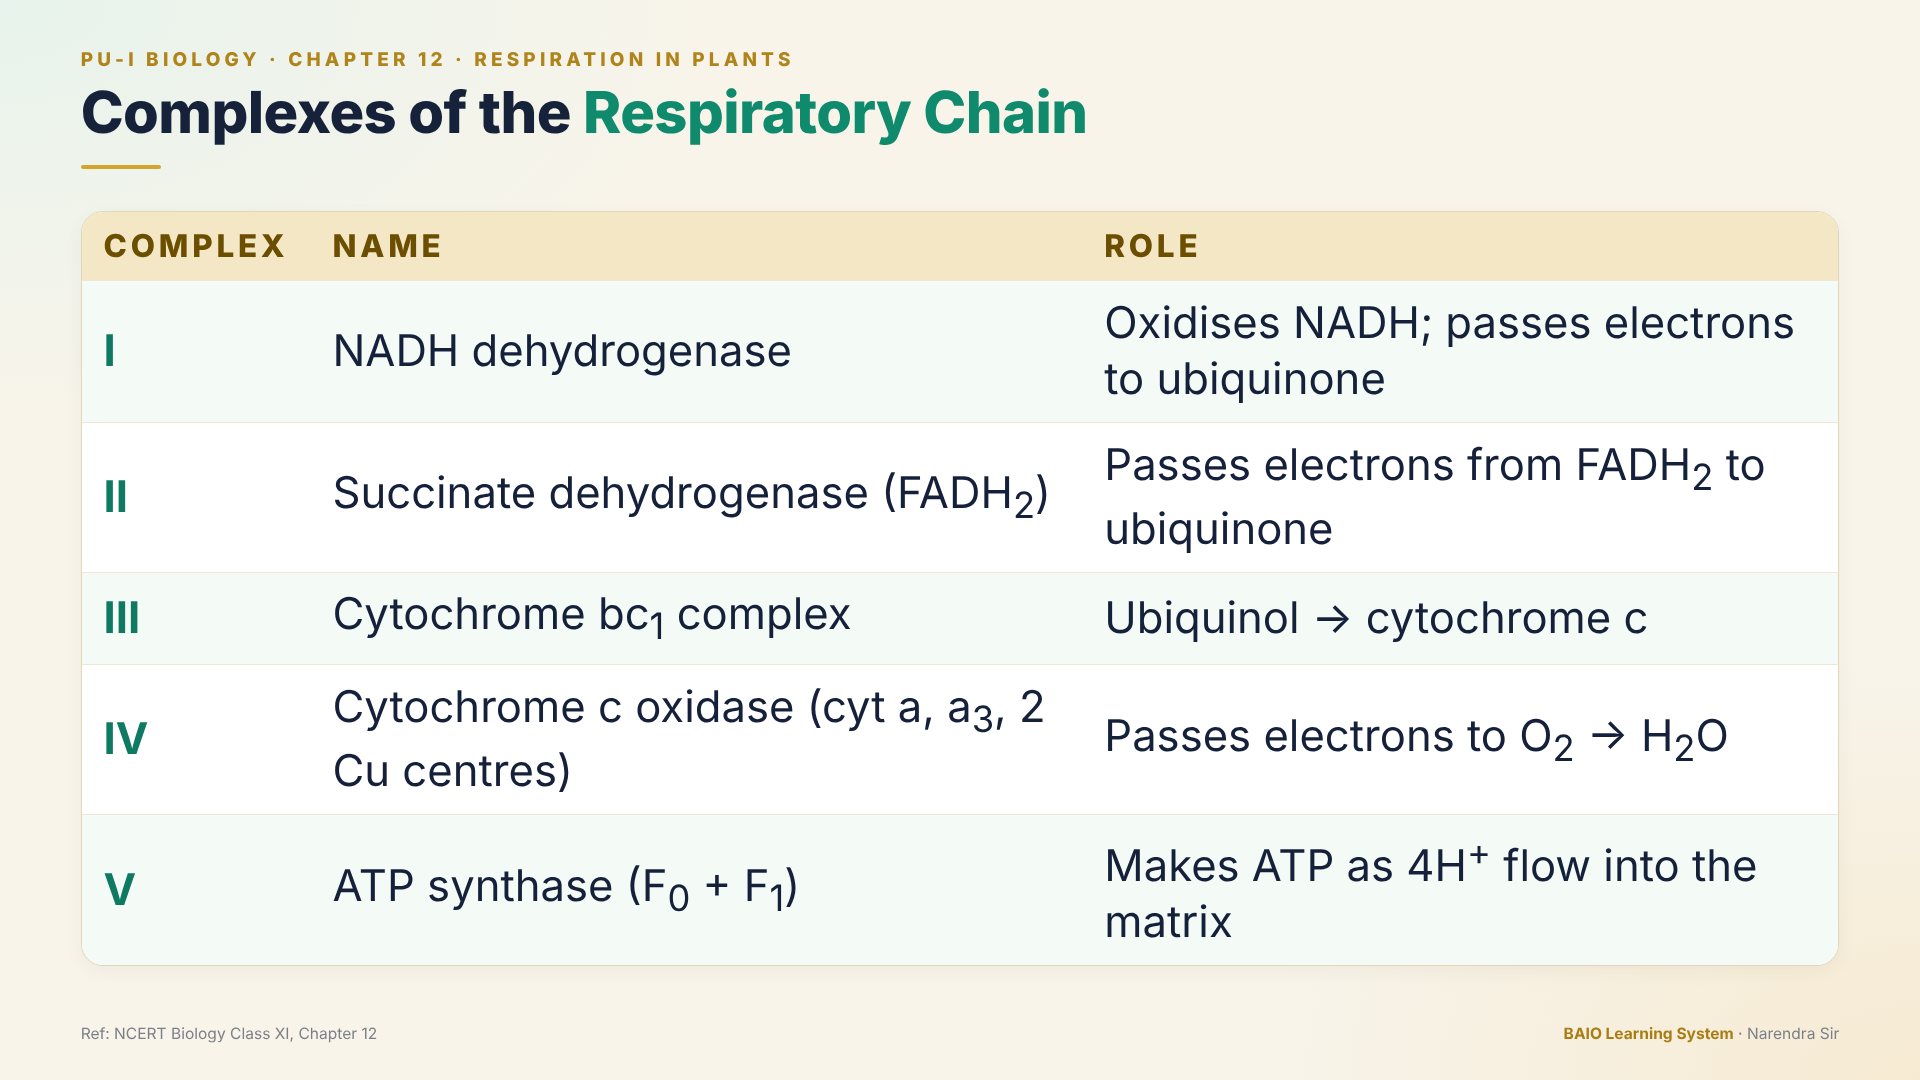 PU-I BIOLOGY · CHAPTER 12 · RESPIRATION IN PLANTS
Complexes of the Respiratory Chain
COMPLEX NAME ROLE
I NADH dehydrogenase Oxidises NADH; passes electrons
to ubiquinone
II Succinate dehydrogenase (FADH₂) Passes electrons from FADH₂ to
ubiquinone
III Cytochrome bc₁ complex Ubiquinol → cytochrome c
IV Cytochrome c oxidase (cyt a, a₃, 2
Cu centres) Passes electrons to O₂ → H₂O
V ATP synthase (F₀ + F₁) Makes ATP as 4H⁺ flow into the
matrix
Ref: NCERT Biology Class XI, Chapter 12
BAIO Learning System · Narendra Sir